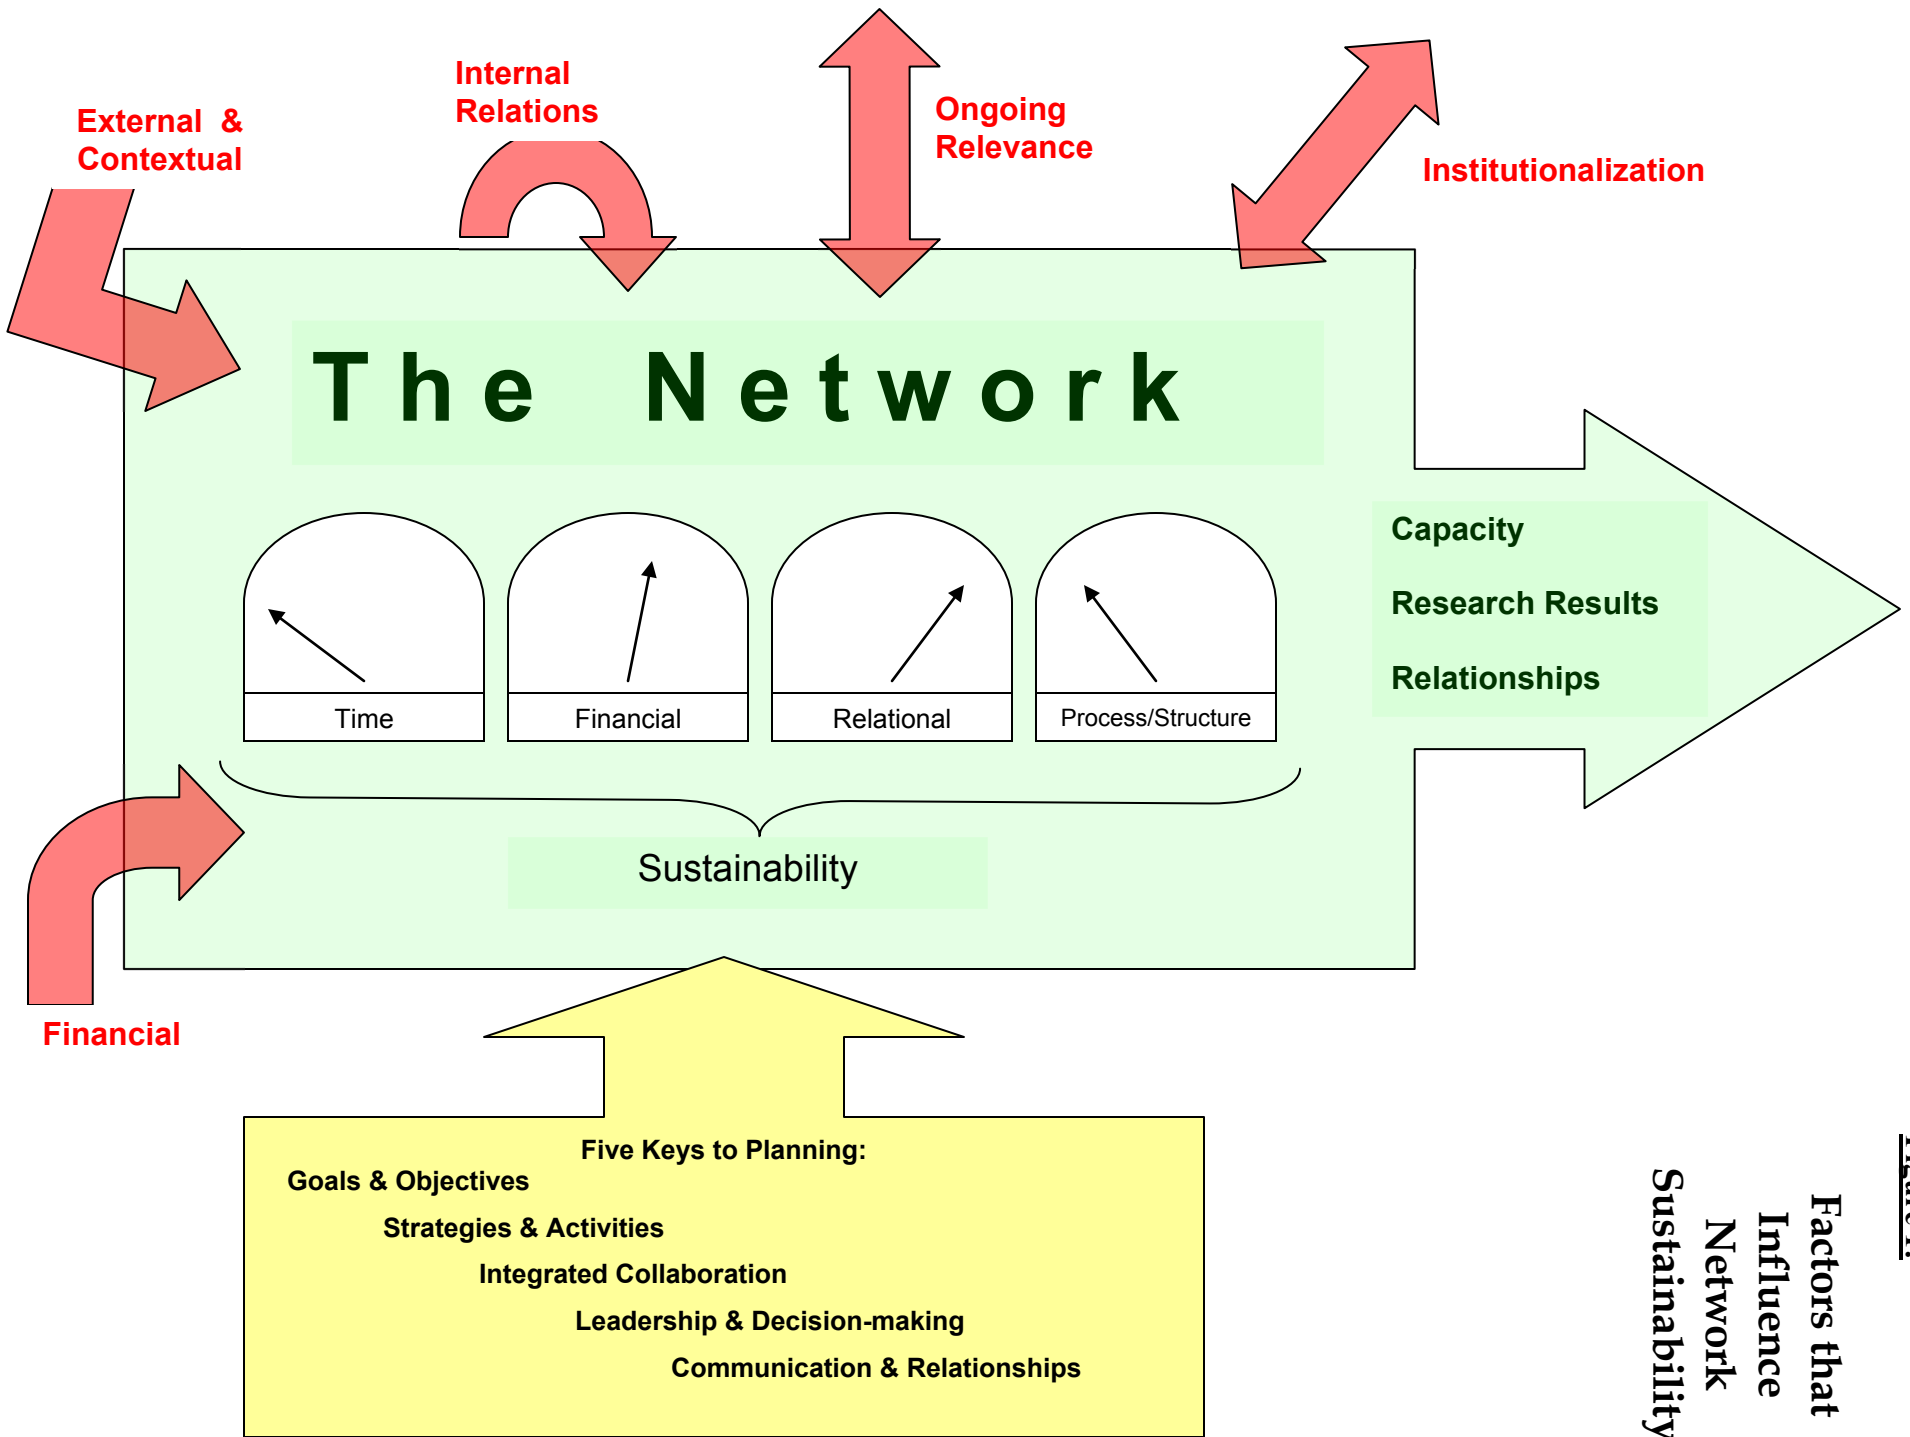 External & 
Contextual
Internal
Relations
Ongoing
Relevance
Institutionalization
The Network
Capacity
Research Results
Relationships
Time
Financial
Relational
Process/Structure
Sustainability
Financial
Five Keys to Planning:
Goals & Objectives
Strategies & Activities
Integrated Collaboration
Leadership & Decision-making
Communication & Relationships
Factors that
Influence
Network
Sustainability